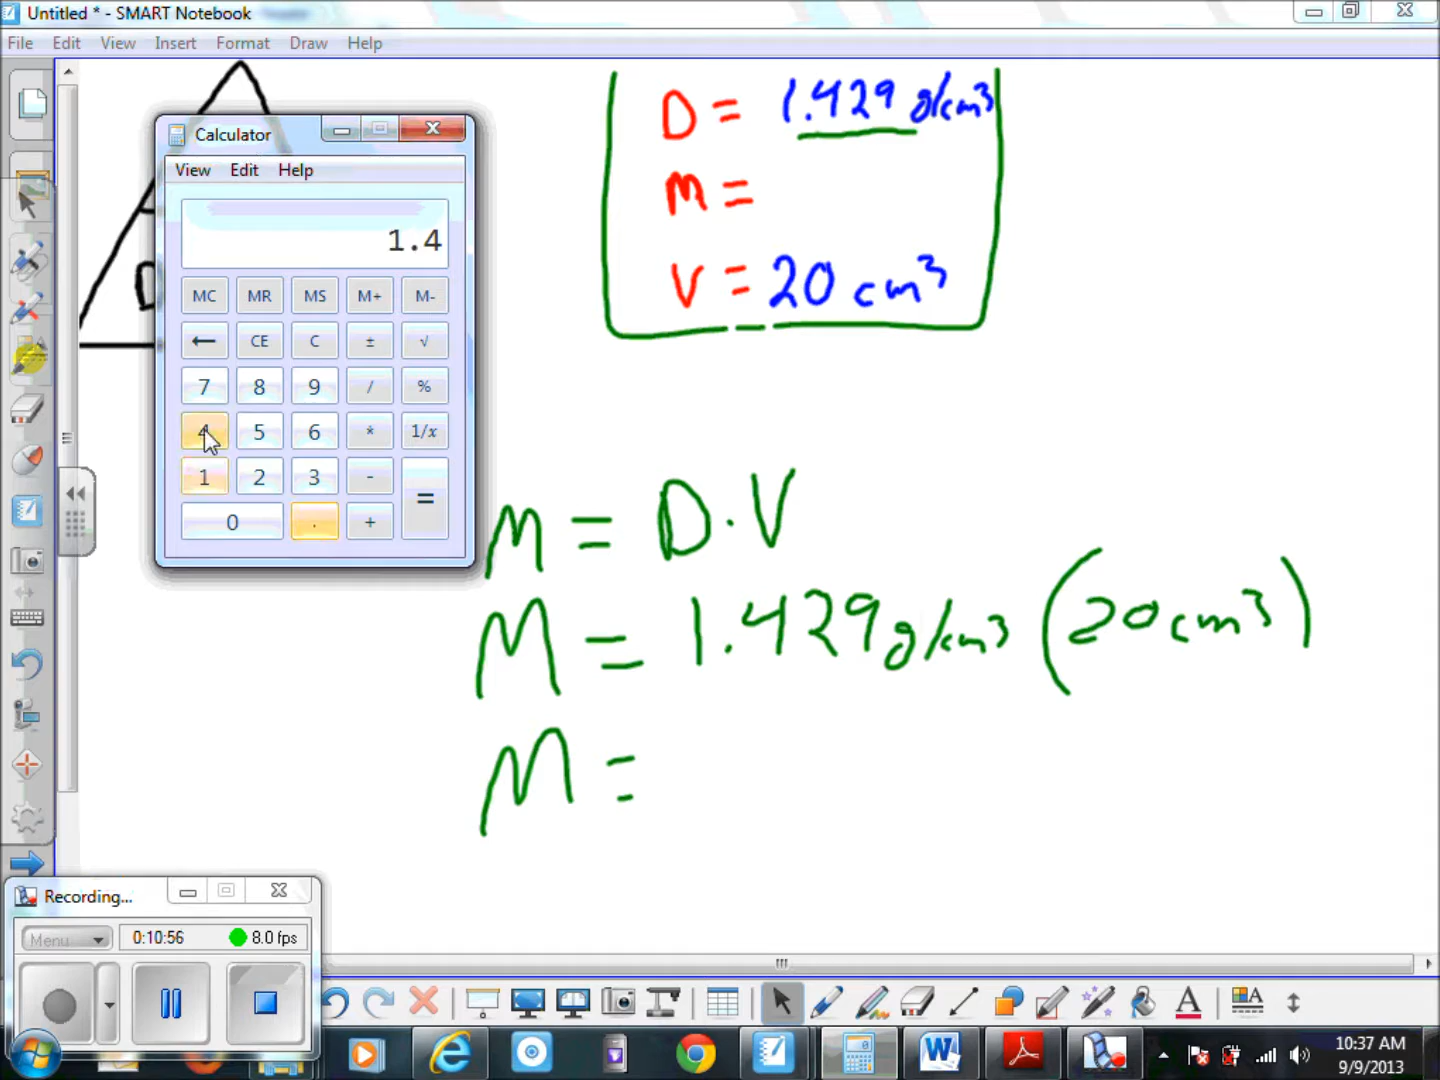 Untitled * - SMART Notebook
File Edit View Insert Format Draw Help
Calculator
View Edit Help
1.4
MC MR MS M+ M-
← CE C ± √
7 8 9 / %
4 5 6 * 1/x
1 2 3 - =
0 . +
D
D = 1.429 g/cm³
M =
V = 20 cm³
M = D·V
M = 1.429 g/cm³ (20 cm³)
M =
Recording...
Menu 0:10:56 8.0 fps
A A
W
10:37 AM
9/9/2013